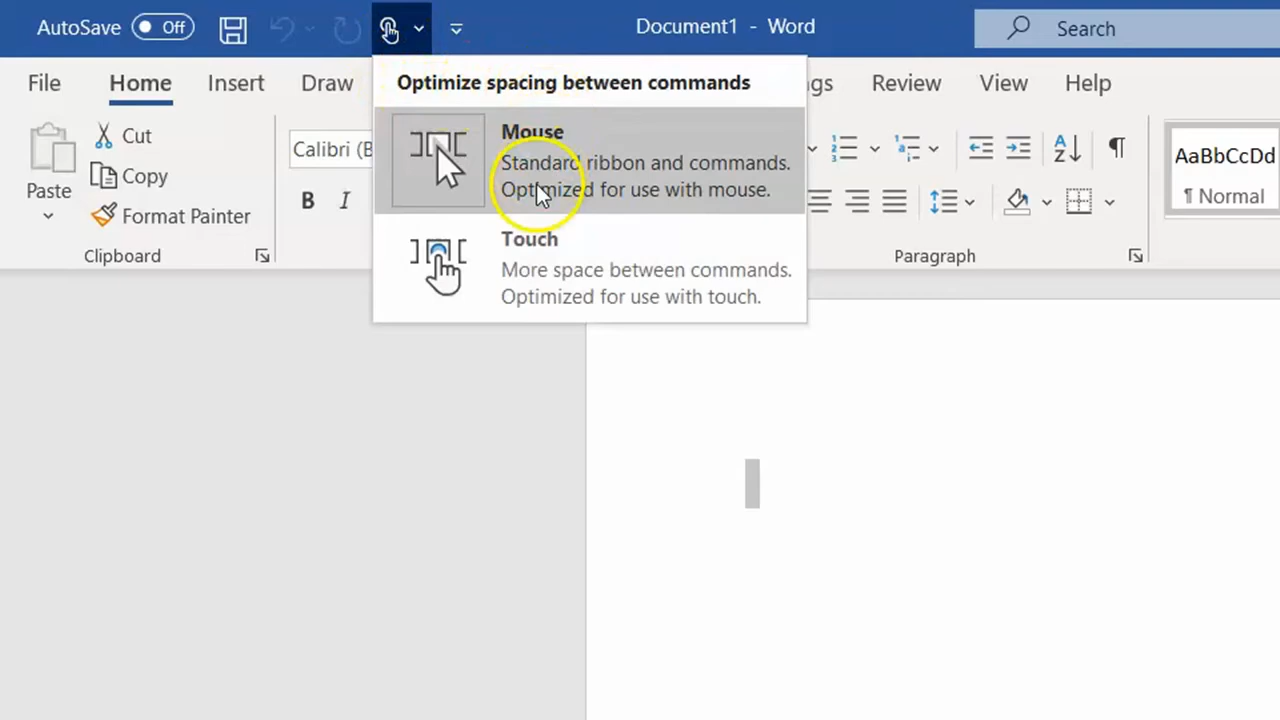 AutoSave Off Document1 - Word Search
File Home Insert Draw Review View Help
Optimize spacing between commands
Mouse
Standard ribbon and commands.
Optimized for use with mouse.
Touch
More space between commands.
Optimized for use with touch.
Paste
Cut
Copy
Format Painter
Clipboard
Calibri (B
B I
Paragraph
AaBbCcDd
¶ Normal